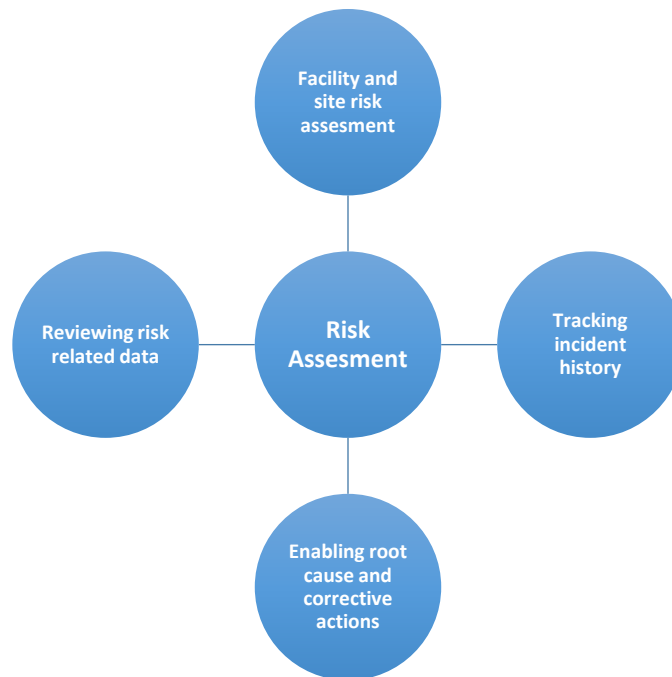 Facility and
site risk
assesment
Reviewing risk
related data
Risk
Assesment
Tracking
incident
history
Enabling root
cause and
corrective
actions